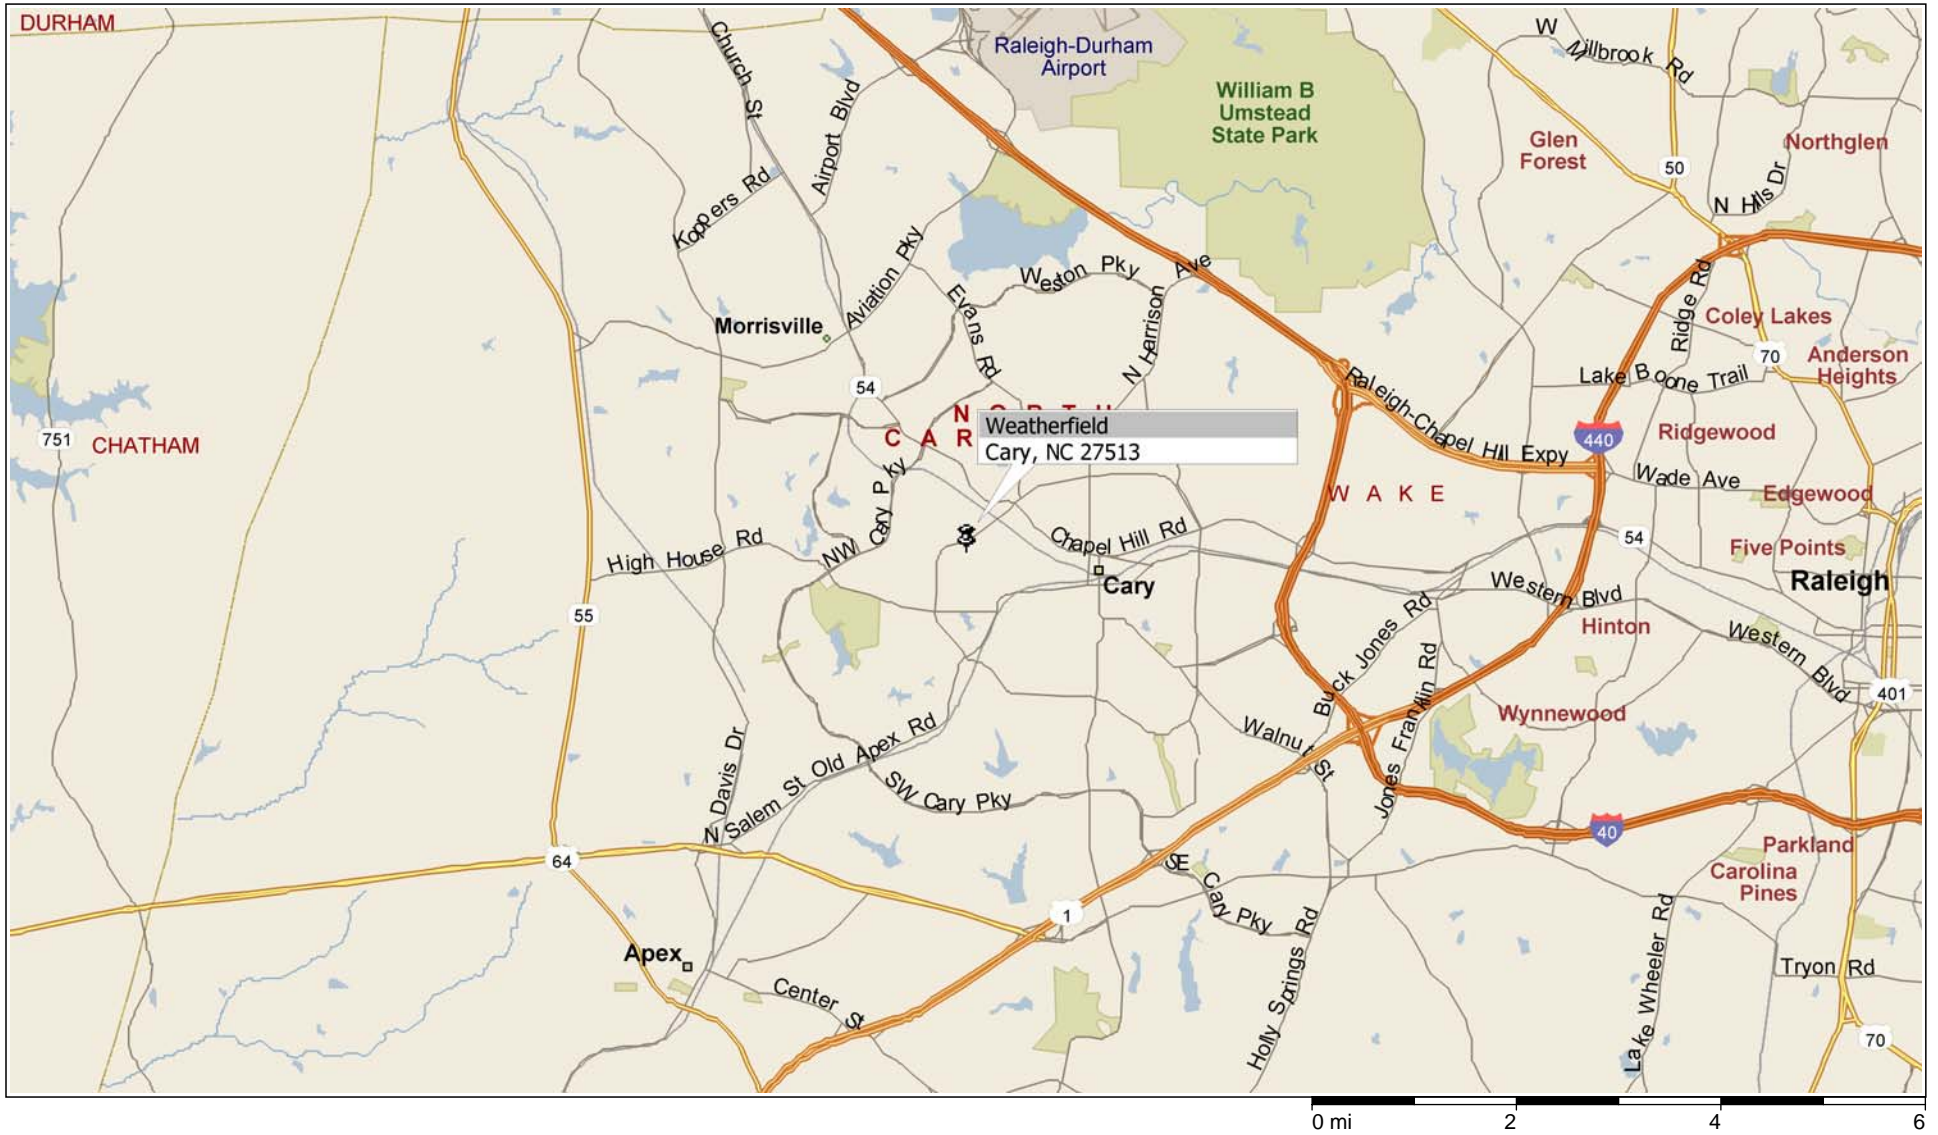 DURHAM
Church St
Airport Blvd
Raleigh-Durham
Airport
William B
Umstead
State Park
W Millbrook Rd
Glen
Forest
Northglen
50
N Hills Dr
Koppers Rd
Aviation Pky
Weston Pky
N Harrison Ave
Evans Rd
Morrisville
Ridge Rd
Coley Lakes
70
Anderson
Heights
Lake Boone Trail
54
Raleigh-Chapel Hill Expy
N O R T H
C A R
Weatherfield
Cary, NC 27513
751
CHATHAM
440
Ridgewood
Wade Ave
Edgewood
W A K E
NW Cary Pky
High House Rd
Chapel Hill Rd
Cary
54
Five Points
Raleigh
Western Blvd
55
Hinton
Buck Jones Rd
Jones Franklin Rd
Western Blvd
401
Wynnewood
Walnut St
N Salem St Old Apex Rd
Davis Dr
SW Cary Pky
40
Parkland
Carolina
Pines
64
SE Cary Pky
1
Apex
Center St
Holly Springs Rd
Lake Wheeler Rd
Tryon Rd
70
0 mi 2 4 6